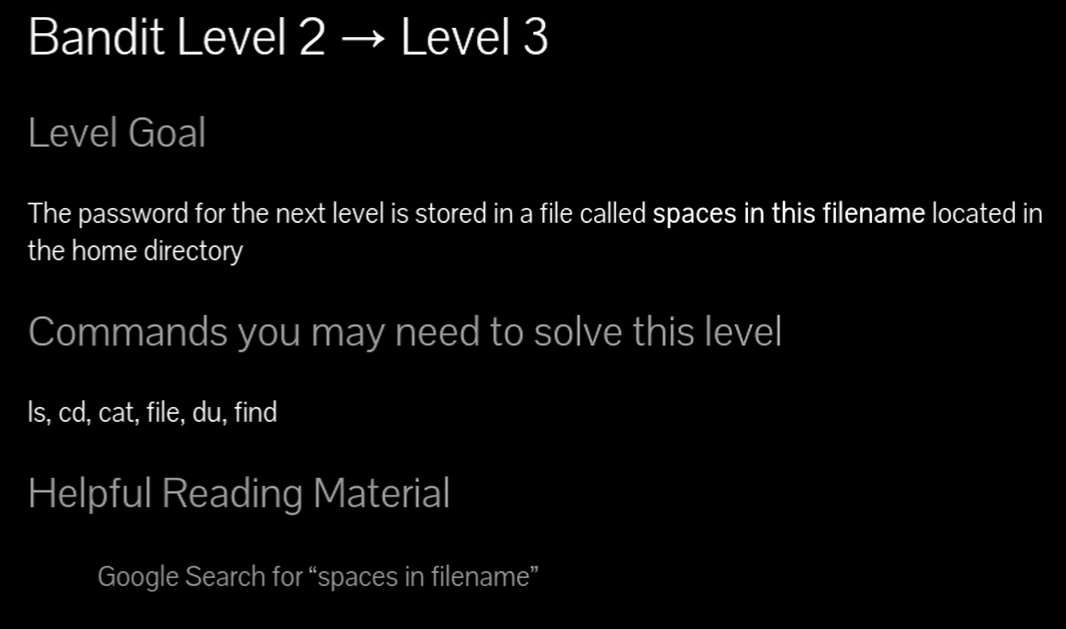 Bandit Level 2 → Level 3
Level Goal
The password for the next level is stored in a file called spaces in this filename located in
the home directory
Commands you may need to solve this level
ls, cd, cat, file, du, find
Helpful Reading Material
Google Search for “spaces in filename”